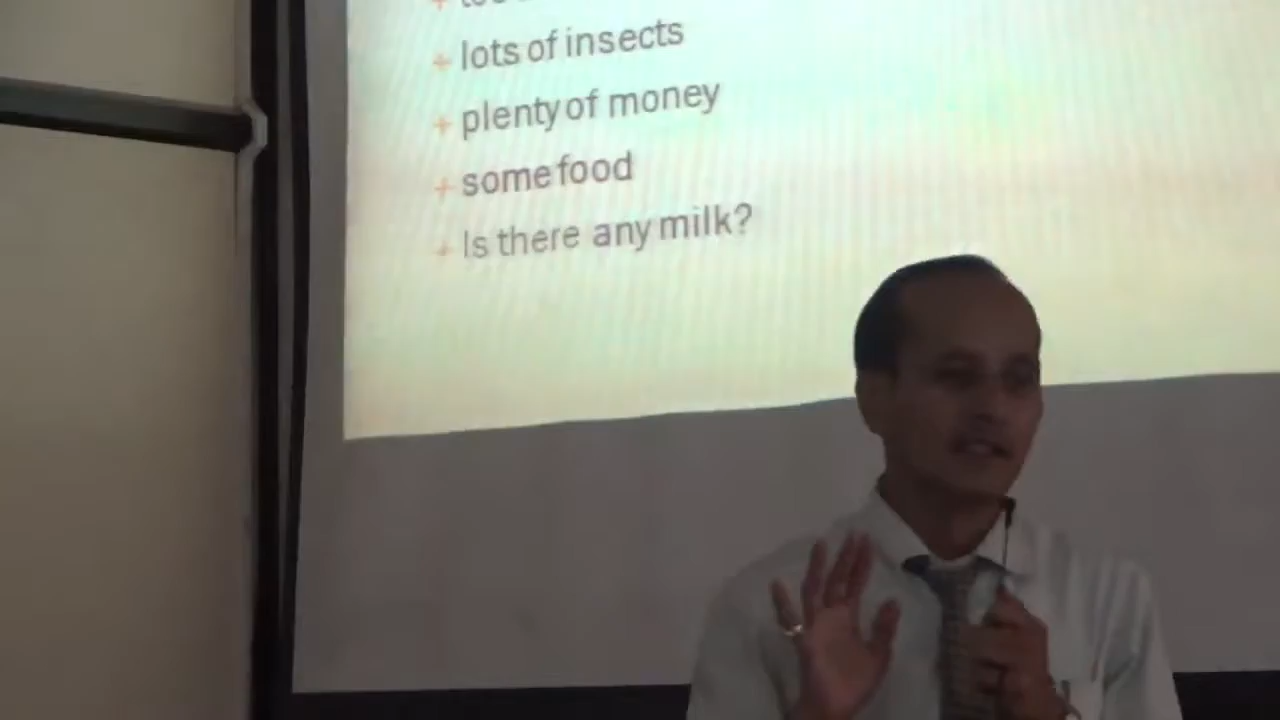 lots of insects
plenty of money
some food
Is there any milk?